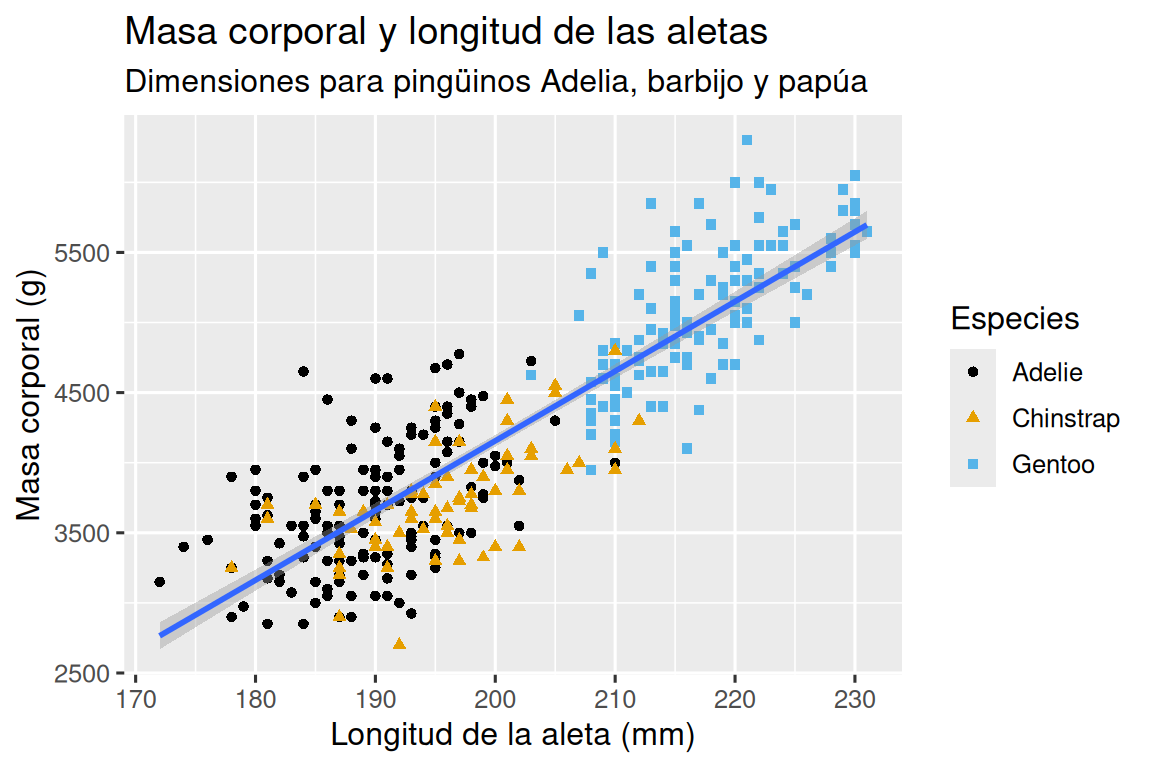 Masa corporal y longitud de las aletas
Dimensiones para pingüinos Adelia, barbijo y papúa
Masa corporal (g)
5500
4500
3500
2500
170 180 190 200 210 220 230
Longitud de la aleta (mm)
Especies
Adelie
Chinstrap
Gentoo